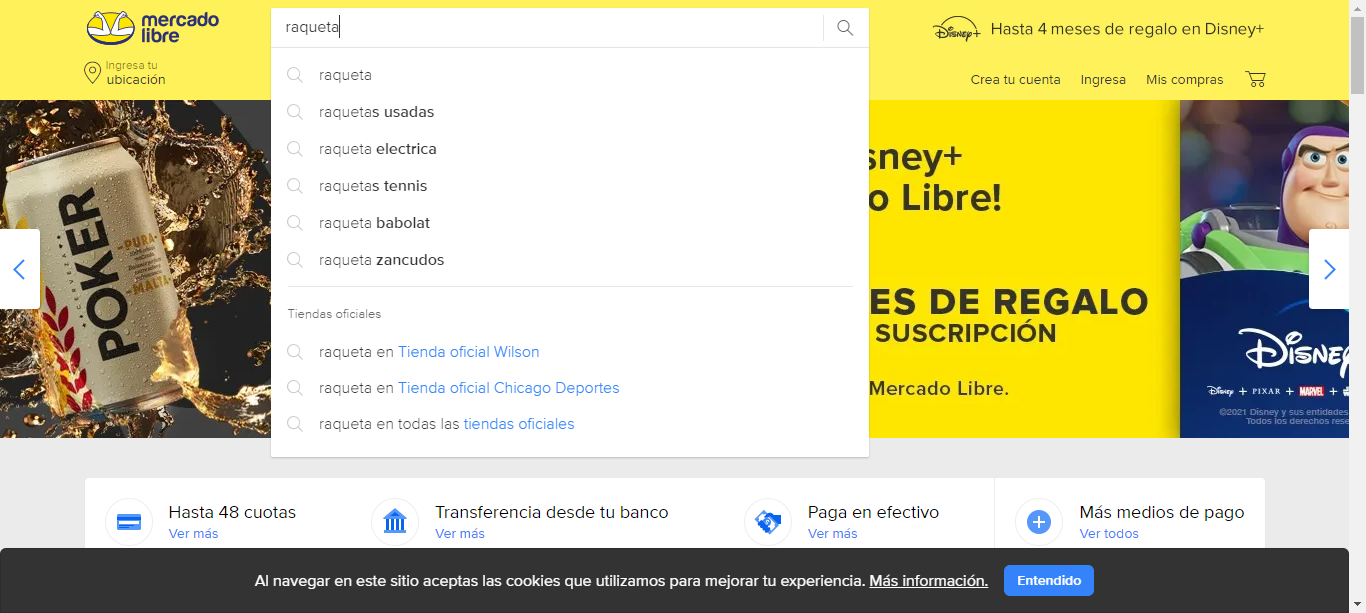 mercado
libre
raqueta
Hasta 4 meses de regalo en Disney+
Ingresa tu
ubicación
Crea tu cuenta Ingresa Mis compras
raqueta
raquetas usadas
raqueta electrica
raquetas tennis
raqueta babolat
raqueta zancudos
Tiendas oficiales
raqueta en Tienda oficial Wilson
raqueta en Tienda oficial Chicago Deportes
raqueta en todas las tiendas oficiales
POKER
PURA
MALTA
sney+
o Libre!
ES DE REGALO
SUSCRIPCIÓN
Mercado Libre.
Disney
Disney + PIXAR + MARVEL +
©2021 Disney y sus entidades
Todos los derechos rese
Hasta 48 cuotas
Ver más
Transferencia desde tu banco
Ver más
Paga en efectivo
Ver más
Más medios de pago
Ver todos
Al navegar en este sitio aceptas las cookies que utilizamos para mejorar tu experiencia. Más información. Entendido